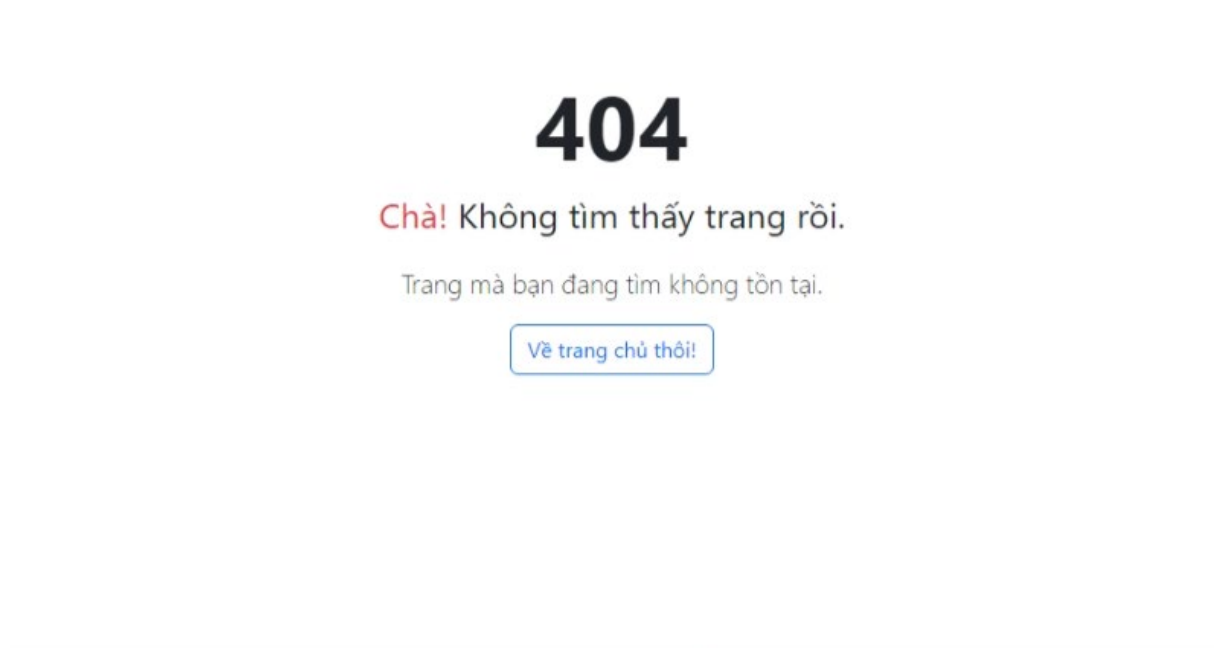 404
Chà! Không tìm thấy trang rồi.
Trang mà bạn đang tìm không tồn tại.
Về trang chủ thôi!